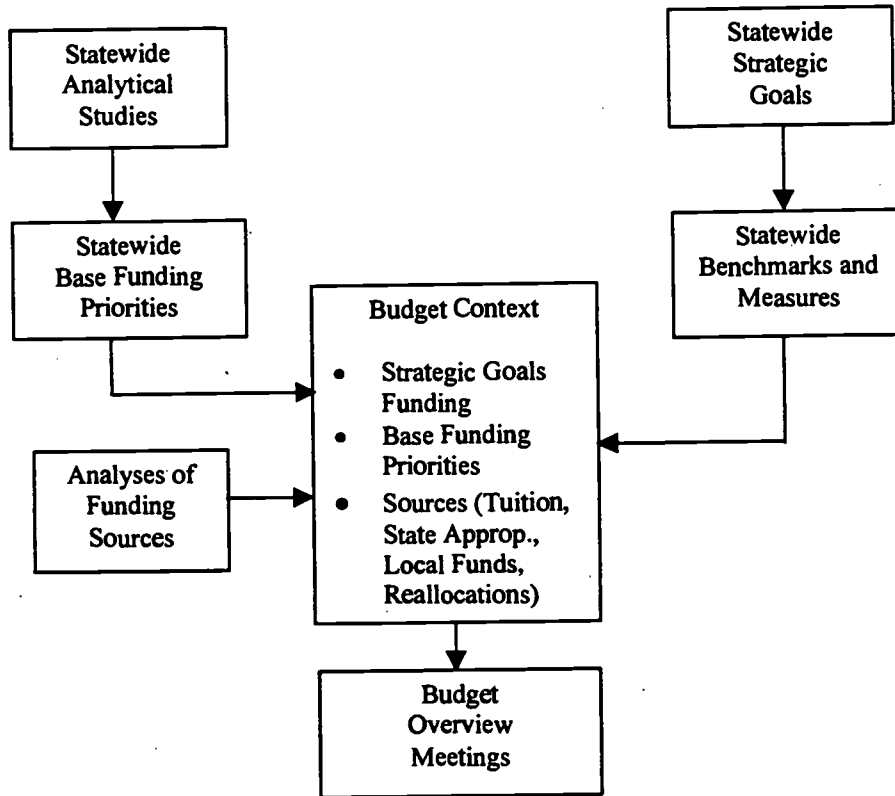 Statewide
Analytical
Studies
Statewide
Strategic
Goals
Statewide
Base Funding
Priorities
Statewide
Benchmarks and
Measures
Budget Context
• Strategic Goals
Funding
• Base Funding
Priorities
• Sources (Tuition,
State Approp.,
Local Funds,
Reallocations)
Analyses of
Funding
Sources
Budget
Overview
Meetings